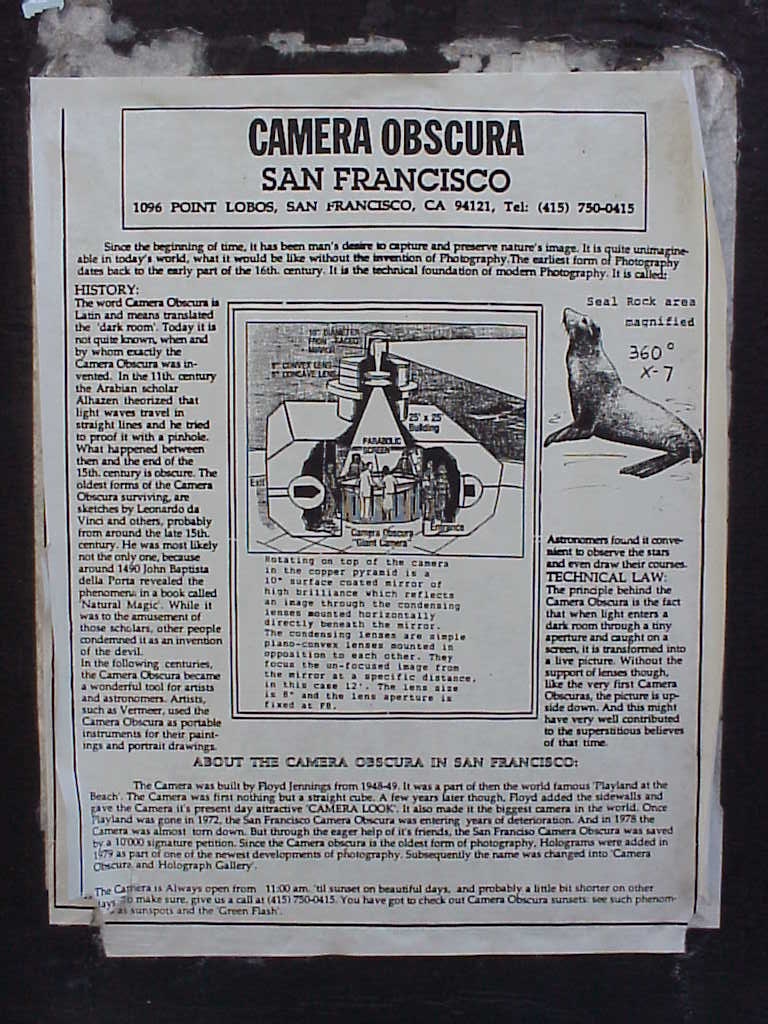 CAMERA OBSCURA
SAN FRANCISCO
1096 POINT LOBOS, SAN FRANCISCO, CA 94121, Tel: (415) 750-0415
Since the beginning of time, it has been man's desire to capture and preserve nature's image. It is quite unimagine-
able in today's world, what it would be like without the invention of Photography.The earliest form of Photography
dates back to the early part of the 16th. century. It is the technical foundation of modern Photography. It is called:
HISTORY:
The word Camera Obscura is
Latin and means translated
the 'dark room'. Today it is
not quite known, when and
by whom exactly the
Camera Obscura was in-
vented. In the 11th. century
the Arabian scholar
Alhazen theorized that
light waves travel in
straight lines and he tried
to proof it with a pinhole.
What happened between
then and the end of the
15th. century is obscure. The
oldest forms of the Camera
Obscura surviving, are
sketches by Leonardo da
Vinci and others, probably
from around the late 15th.
century. He was most likely
not the only one, because
around 1490 John Baptista
della Porta revealed the
phenomena in a book called
'Natural Magic'. While it
was to the amusement of
those scholars, other people
condemned it as an invention
of the devil.
In the following centuries,
the Camera Obscura became
a wonderful tool for artists
and astronomers. Artists,
such as Vermeer, used the
Camera Obscura as portable
instruments for their paint-
ings and portrait drawings.
10" DIAMETER
MIRROR
CONVEX LENS
CONCAVE LENS
25' x 25'
Building
PARABOLIC
SCREEN
Exit
Entrance
Camera Obscura
"Giant Camera"
Rotating on top of the camera
in the copper pyramid is a
10" surface coated mirror of
high brilliance which reflects
an image through the condensing
lenses mounted horizontally
directly beneath the mirror.
The condensing lenses are simple
plano-convex lenses mounted in
opposition to each other. They
focus the un-focused image from
the mirror at a specific distance,
in this case 12'. The lens size
is 8" and the lens aperture is
fixed at F8.
Seal Rock area
magnified
360°
X-7
Astronomers found it conve-
nient to observe the stars
and even draw their courses.
TECHNICAL LAW:
The principle behind the
Camera Obscura is the fact
that when light enters a
dark room through a tiny
aperture and caught on a
screen, it is transformed into
a live picture. Without the
support of lenses though,
like the very first Camera
Obscuras, the picture is up-
side down. And this might
have very well contributed
to the superstitious believes
of that time.
ABOUT THE CAMERA OBSCURA IN SAN FRANCISCO:
The Camera was built by Floyd Jennings from 1948-49. It was a part of then the world famous 'Playland at the
Beach'. The Camera was first nothing but a straight cube. A few years later though, Floyd added the sidewalls and
gave the Camera it's present day attractive 'CAMERA LOOK'. It also made it the biggest camera in the world. Once
Playland was gone in 1972, the San Francisco Camera Obscura was entering years of deterioration. And in 1978 the
Camera was almost torn down. But through the eager help of it's friends, the San Franciso Camera Obscura was saved
by a 10'000 signature petition. Since the Camera obscura is the oldest form of photography, Holograms were added in
1979 as part of one of the newest developments of photography. Subsequently the name was changed into 'Camera
Obscura and Holograph Gallery'.
The Camera is Always open from 11:00 am. 'til sunset on beautiful days, and probably a little bit shorter on other
days. To make sure, give us a call at (415) 750-0415. You have got to check out Camera Obscura sunsets: see such phenom-
as sunspots and the 'Green Flash'.